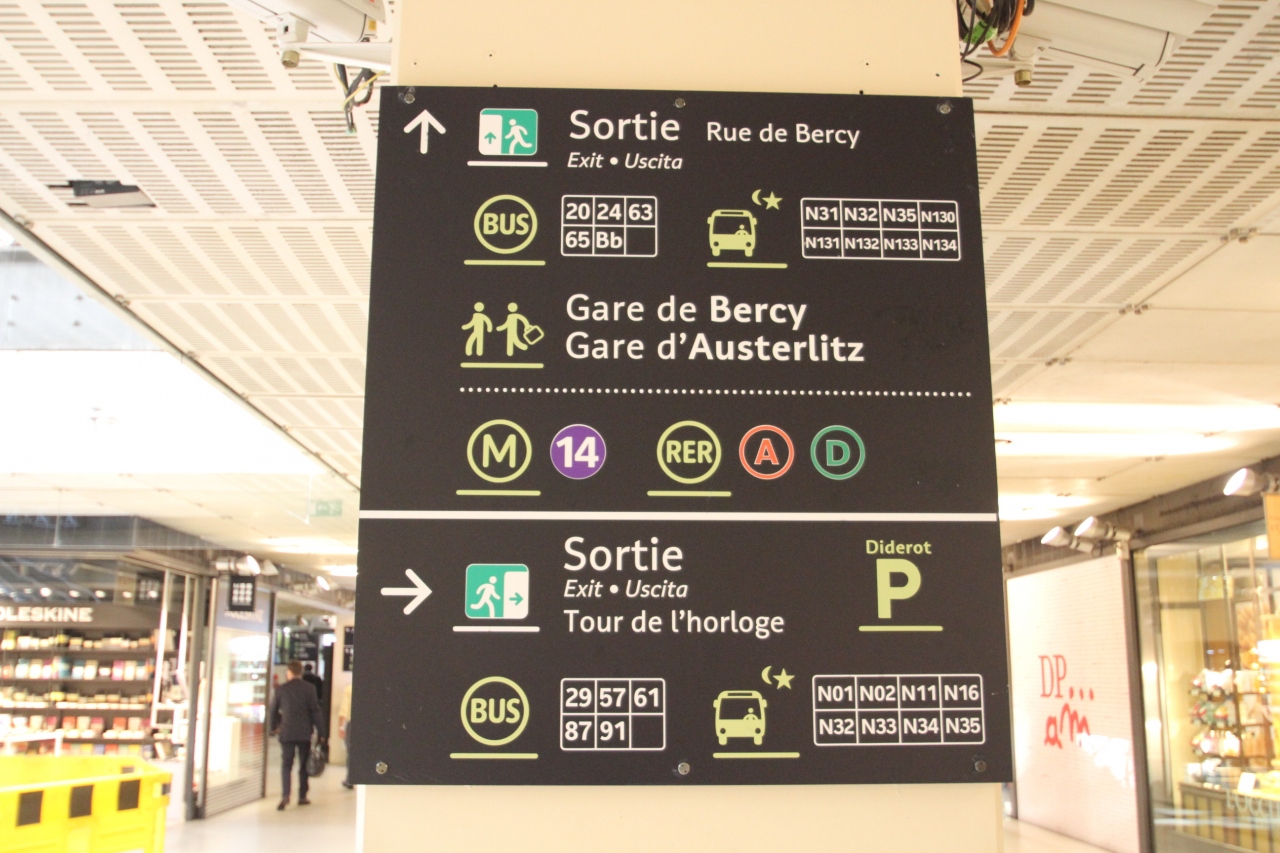 Sortie Rue de Bercy
Exit • Uscita
BUS 20 24 63 N31 N32 N35 N130
65 Bb N131 N132 N133 N134
Gare de Bercy
Gare d'Austerlitz
M 14 RER A D
Sortie Diderot
Exit • Uscita P
Tour de l'horloge
BUS 29 57 61 N01 N02 N11 N16
87 91 N32 N33 N34 N35
OLESKINE
DP...
am